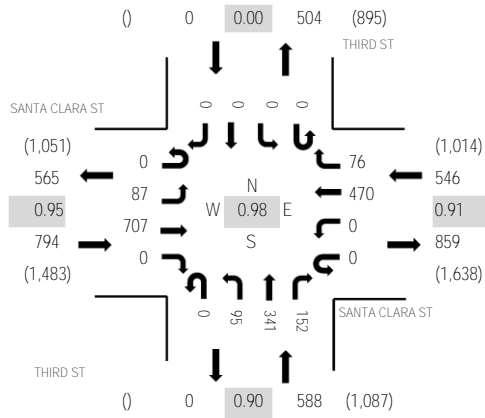 () 0 0.00 504 (895)
THIRD ST
SANTA CLARA ST
0 0 0 0
(1,051) (1,014)
565 0 76 546
87 N 470
0.95 W 0.98 E 0.91
794 707 S 0 859
0 0
(1,483) (1,638)
0 95 341 152
SANTA CLARA ST
THIRD ST
() 0 0.90 588 (1,087)